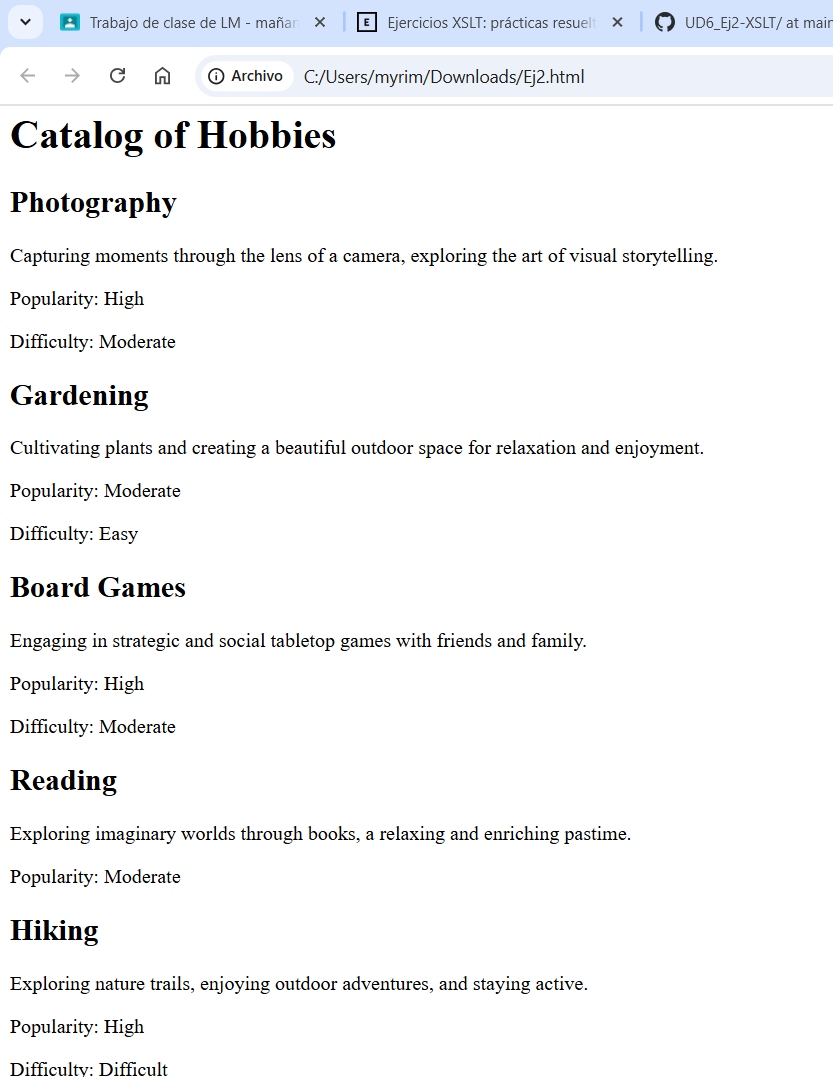 Trabajo de clase de LM - mañan
Ejercicios XSLT: prácticas resuelt
UD6_Ej2-XSLT/ at main
Archivo
C:/Users/myrim/Downloads/Ej2.html
Catalog of Hobbies
Photography
Capturing moments through the lens of a camera, exploring the art of visual storytelling.
Popularity: High
Difficulty: Moderate
Gardening
Cultivating plants and creating a beautiful outdoor space for relaxation and enjoyment.
Popularity: Moderate
Difficulty: Easy
Board Games
Engaging in strategic and social tabletop games with friends and family.
Popularity: High
Difficulty: Moderate
Reading
Exploring imaginary worlds through books, a relaxing and enriching pastime.
Popularity: Moderate
Hiking
Exploring nature trails, enjoying outdoor adventures, and staying active.
Popularity: High
Difficulty: Difficult